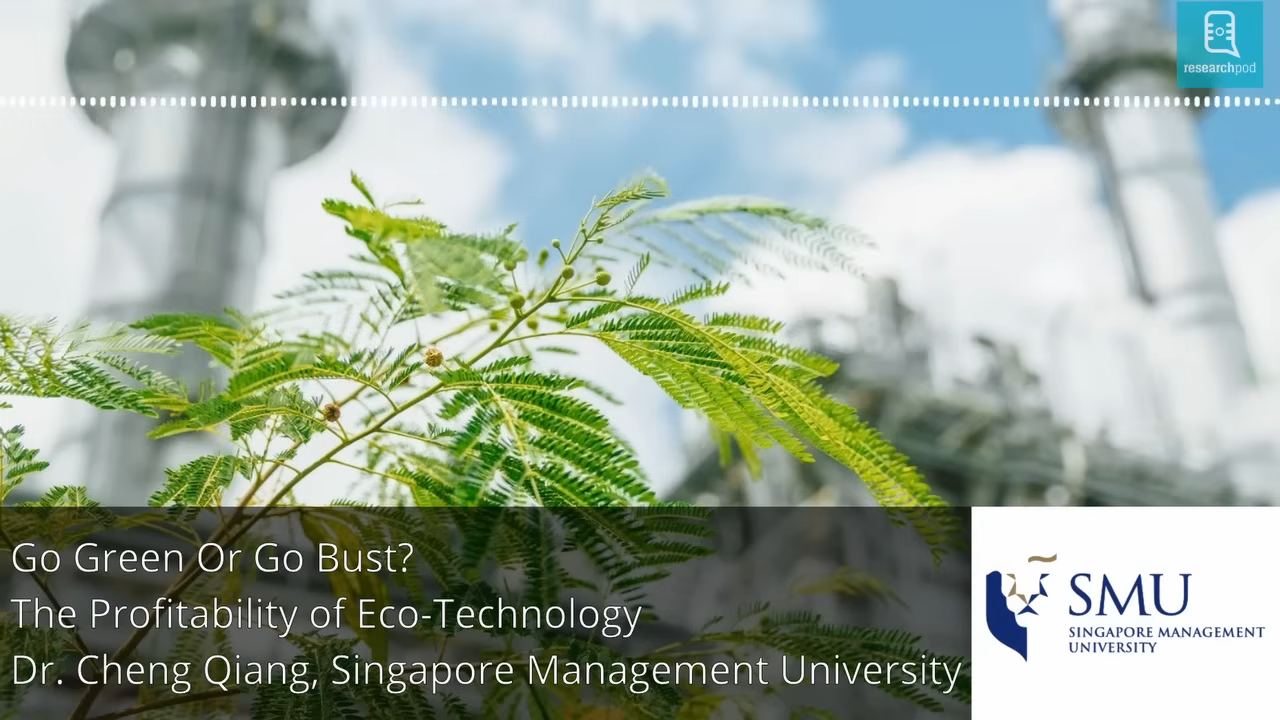 researchpod
Go Green Or Go Bust?
The Profitability of Eco-Technology
Dr. Cheng Qiang, Singapore Management University
SMU
SINGAPORE MANAGEMENT
UNIVERSITY